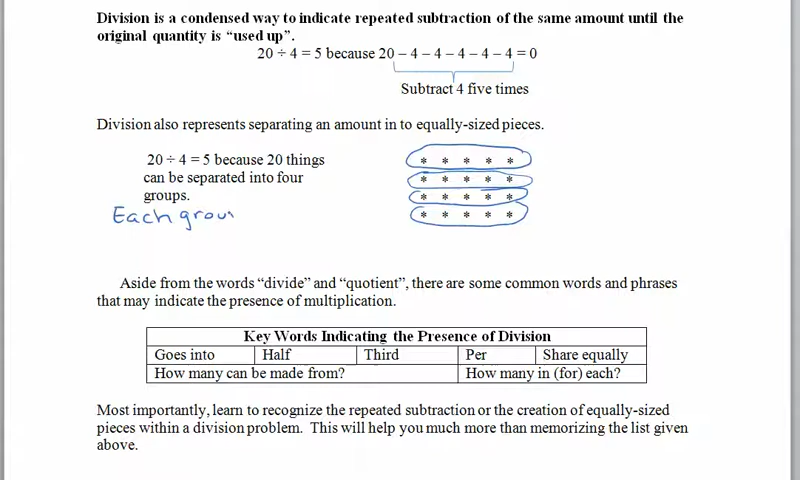 Division is a condensed way to indicate repeated subtraction of the same amount until the
original quantity is “used up”.
20 ÷ 4 = 5 because 20 – 4 – 4 – 4 – 4 – 4 = 0
Subtract 4 five times
Division also represents separating an amount in to equally-sized pieces.
20 ÷ 4 = 5 because 20 things
can be separated into four
groups.
* * * * *
* * * * *
* * * * *
* * * * *
Each grou
Aside from the words “divide” and “quotient”, there are some common words and phrases
that may indicate the presence of multiplication.
Key Words Indicating the Presence of Division
Goes into Half Third Per Share equally
How many can be made from? How many in (for) each?
Most importantly, learn to recognize the repeated subtraction or the creation of equally-sized
pieces within a division problem. This will help you much more than memorizing the list given
above.